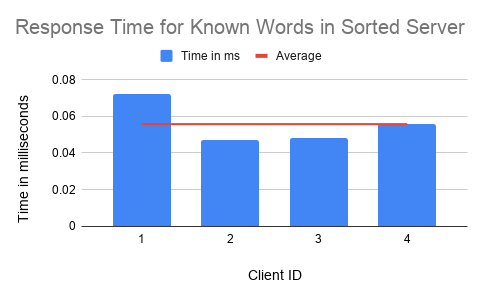 Response Time for Known Words in Sorted Server
Time in ms Average
Time in milliseconds
0.08
0.06
0.04
0.02
0
1 2 3 4
Client ID